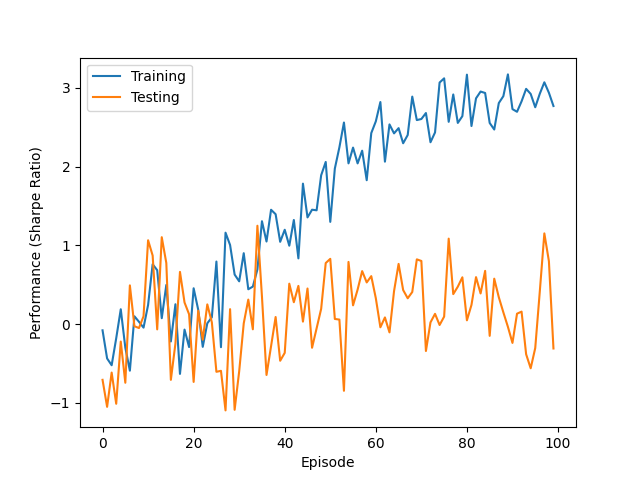 Training
Testing
Performance (Sharpe Ratio)
3
2
1
0
−1
0 20 40 60 80 100
Episode